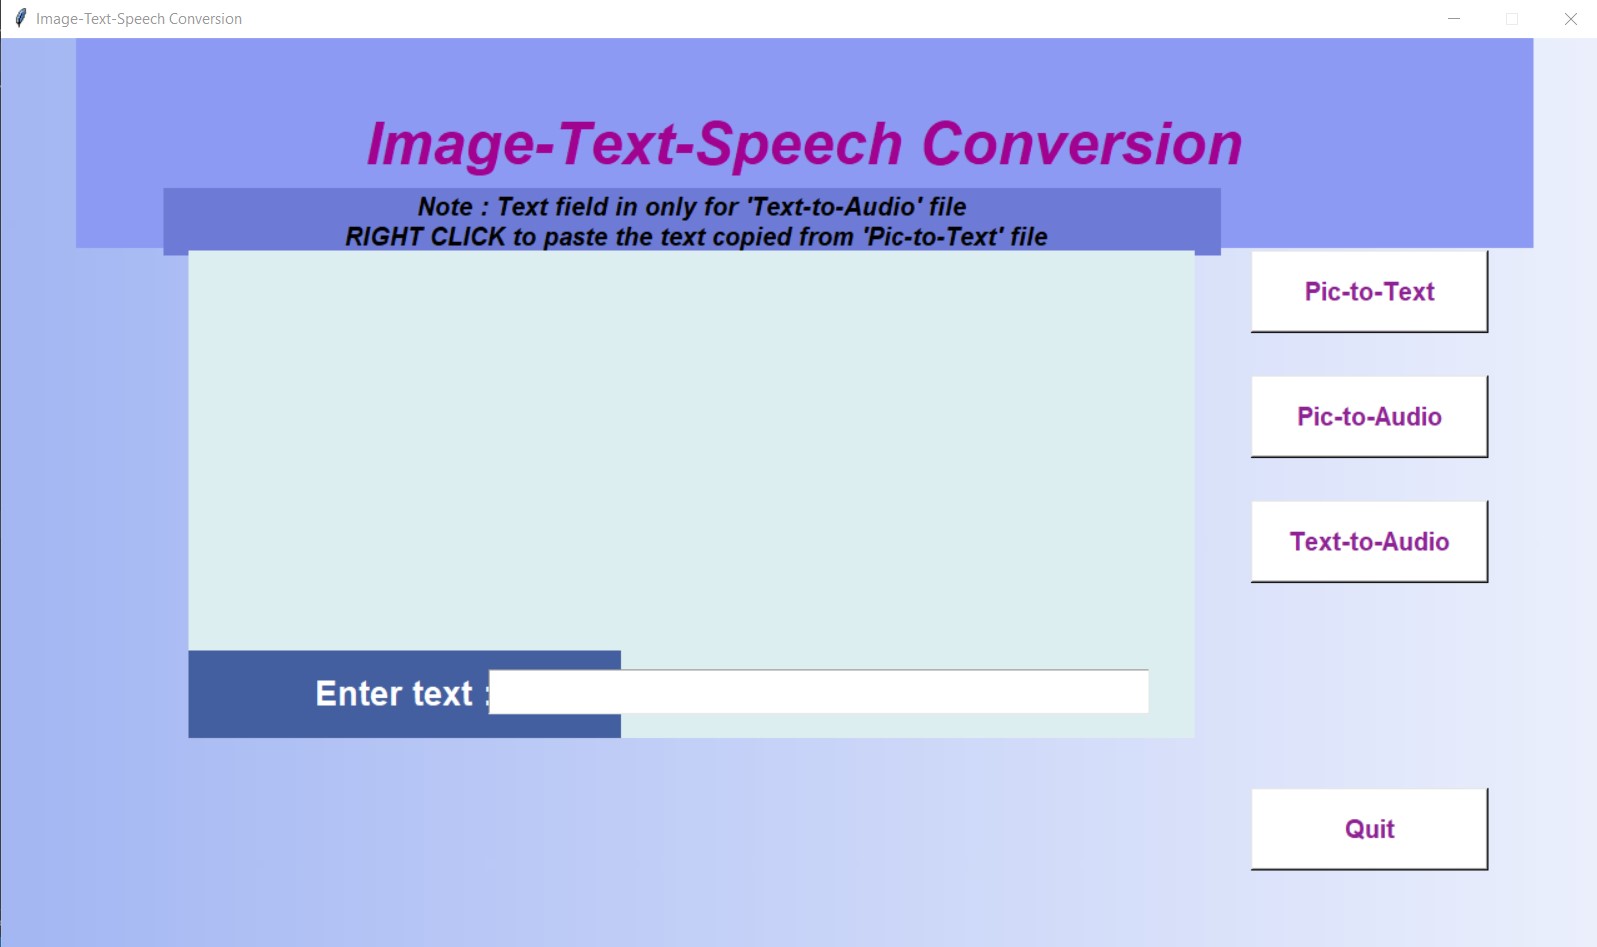 Image-Text-Speech Conversion
Image-Text-Speech Conversion
Note : Text field in only for 'Text-to-Audio' file
RIGHT CLICK to paste the text copied from 'Pic-to-Text' file
Pic-to-Text
Pic-to-Audio
Text-to-Audio
Enter text :
Quit